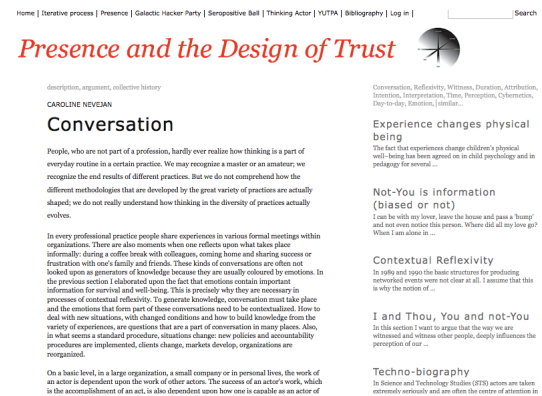 Home | Iterative process | Presence | Galactic Hacker Party | Seropositive Ball | Thinking Actor | YUTPA | Bibliography | Log in |
Search
Presence and the Design of Trust
description, argument, collective history
CAROLINE NEVEJAN
Conversation
People, who are not part of a profession, hardly ever realize how thinking is a part of
everyday routine in a certain practice. We may recognize a master or an amateur; we
recognize the end results of different practices. But we do not comprehend how the
different methodologies that are developed by the great variety of practices are actually
shaped; we do not really understand how thinking in the diversity of practices actually
evolves.
In every professional practice people share experiences in various formal meetings within
organizations. There are also moments when one reflects upon what takes place
informally: during a coffee break with colleagues, coming home and sharing success or
frustration with one's family and friends. These kinds of conversations are often not
looked upon as generators of knowledge because they are usually coloured by emotions. In
the previous section I elaborated upon the fact that emotions contain important
information for survival and well-being. This is precisely why they are necessary in
processes of contextual reflexivity. To generate knowledge, conversation must take place
and the emotions that form part of these conversations need to be contextualized. How to
deal with new situations, with changed conditions and how to build knowledge from the
variety of experiences, are questions that are a part of conversation in many places. Also,
in what seems a standard procedure, situations change: new policies and accountability
procedures are implemented, clients change, markets develop, organizations are
reorganized.
On a basic level, in a large organization, a small company or in personal lives, the work of
an actor is dependent upon the work of other actors. The success of an actor's work, which
is the accomplishment of an act, is also dependent upon how one is capable as an actor of
Conversation, Reflexivity, Witness, Duration, Attribution,
Intention, Interpretation, Time, Perception, Cybernetics,
Day-to-day, Emotion, [similar...
Experience changes physical
being
The fact that experiences change children's physical
well-being has been agreed on in child psychology and in
pedagogy for several ...
Not-You is information
(biased or not)
I can be with my lover, leave the house and pass a 'bump'
and not even notice this person. Where did all my love go?
When I am alone in ...
Contextual Reflexivity
In 1989 and 1990 the basic structures for producing
networked events were not clear at all. I assume that this
is why the notion of ...
I and Thou, You and not-You
In this section I want to argue that the way we are
witnessed and witness other people, deeply influences the
perception of our ...
Techno-biography
In Science and Technology Studies (STS) actors are taken
extremely seriously and are often the centre of attention in